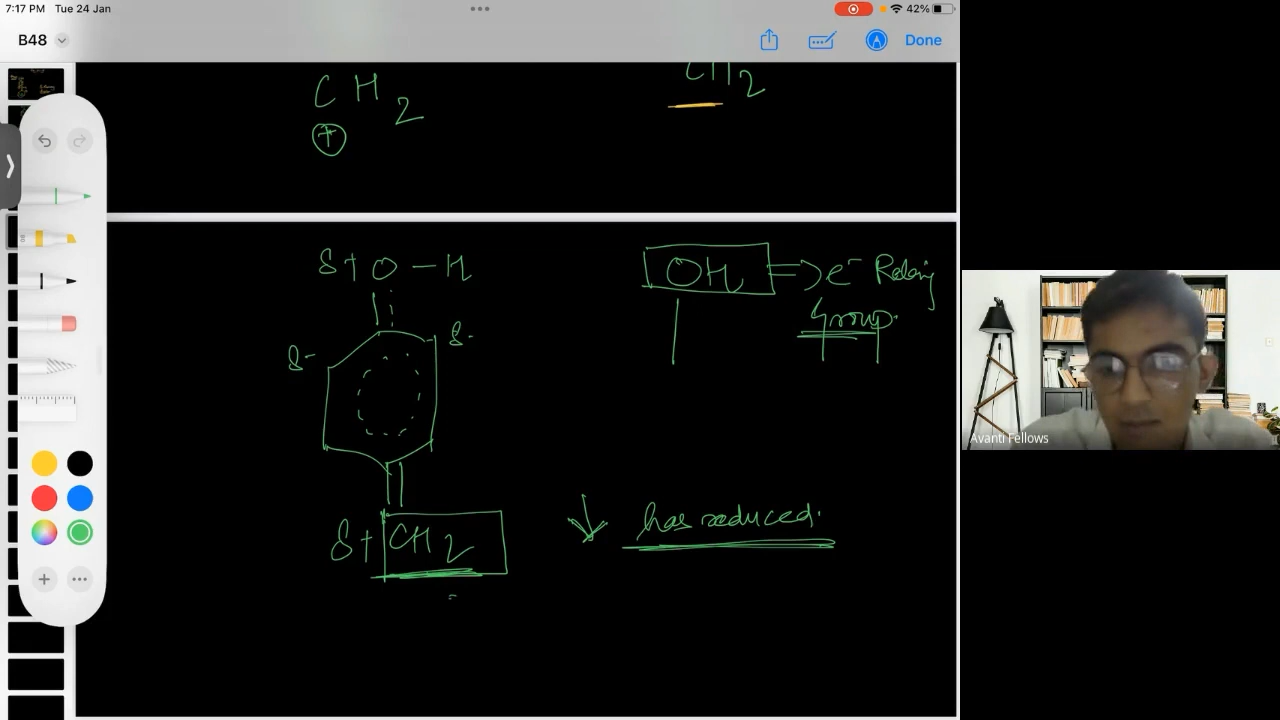 7:17 PM Tue 24 Jan
42%
B48
Done
CH2
+
CH2
δ+ O - H
OH => e- Releasing
Group.
δ-
δ-
δ+ CH2
↓ has reduced.
Avanti Fellows